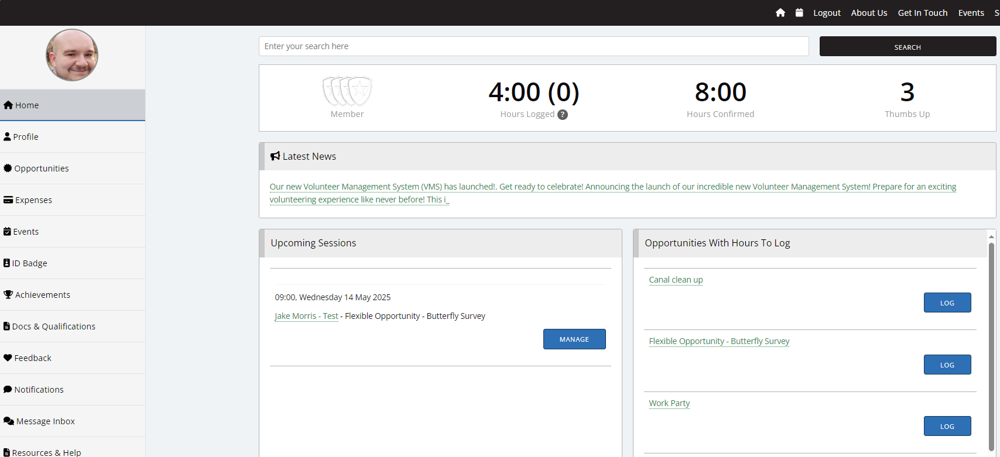 Logout About Us Get In Touch Events S
Enter your search here
SEARCH
Member
4:00 (0)
Hours Logged ?
8:00
Hours Confirmed
3
Thumbs Up
Home
Profile
Opportunities
Expenses
Events
ID Badge
Achievements
Docs & Qualifications
Feedback
Notifications
Message Inbox
Resources & Help
Latest News
Our new Volunteer Management System (VMS) has launched!. Get ready to celebrate! Announcing the launch of our incredible new Volunteer Management System! Prepare for an exciting
volunteering experience like never before! This i_
Upcoming Sessions
09:00, Wednesday 14 May 2025
Jake Morris - Test - Flexible Opportunity - Butterfly Survey
MANAGE
Opportunities With Hours To Log
Canal clean up
LOG
Flexible Opportunity - Butterfly Survey
LOG
Work Party
LOG